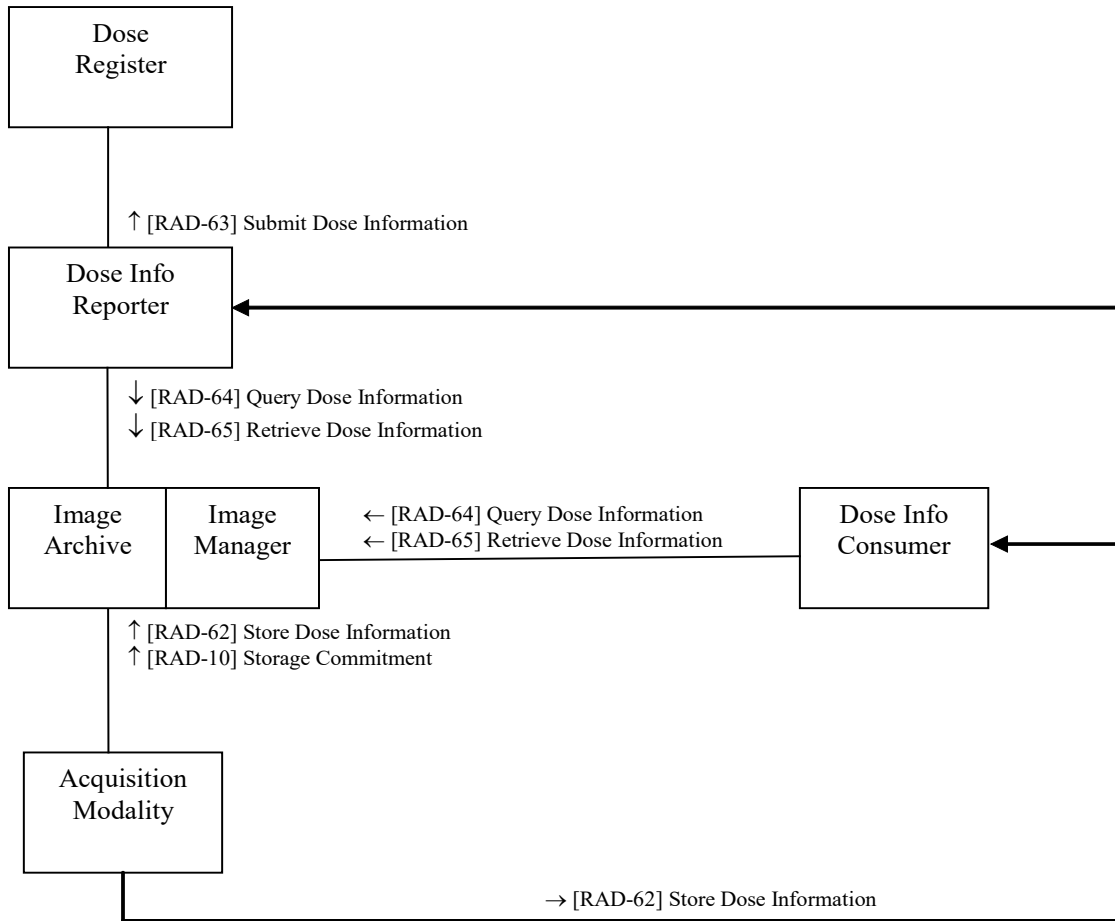 Dose
Register
↑ [RAD-63] Submit Dose Information
Dose Info
Reporter
↓ [RAD-64] Query Dose Information
↓ [RAD-65] Retrieve Dose Information
Image
Archive
Image
Manager
← [RAD-64] Query Dose Information
← [RAD-65] Retrieve Dose Information
Dose Info
Consumer
↑ [RAD-62] Store Dose Information
↑ [RAD-10] Storage Commitment
Acquisition
Modality
→ [RAD-62] Store Dose Information